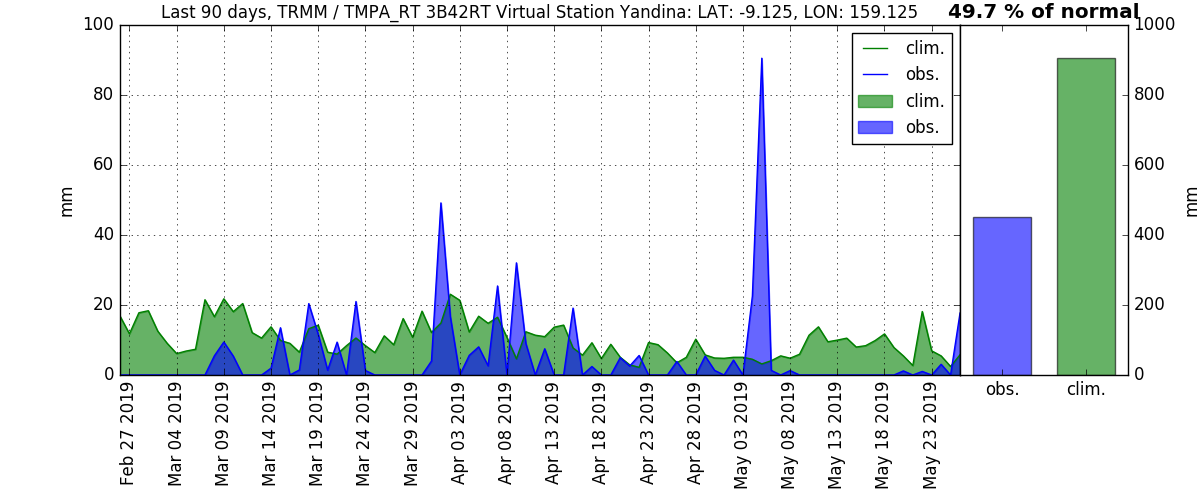 Last 90 days, TRMM / TMPA_RT 3B42RT Virtual Station Yandina: LAT: -9.125, LON: 159.125
49.7 % of normal
100
80
60
40
20
0
mm
clim.
obs.
clim.
obs.
1000
800
600
400
200
0
mm
Feb 27 2019
Mar 04 2019
Mar 09 2019
Mar 14 2019
Mar 19 2019
Mar 24 2019
Mar 29 2019
Apr 03 2019
Apr 08 2019
Apr 13 2019
Apr 18 2019
Apr 23 2019
Apr 28 2019
May 03 2019
May 08 2019
May 13 2019
May 18 2019
May 23 2019
obs.
clim.